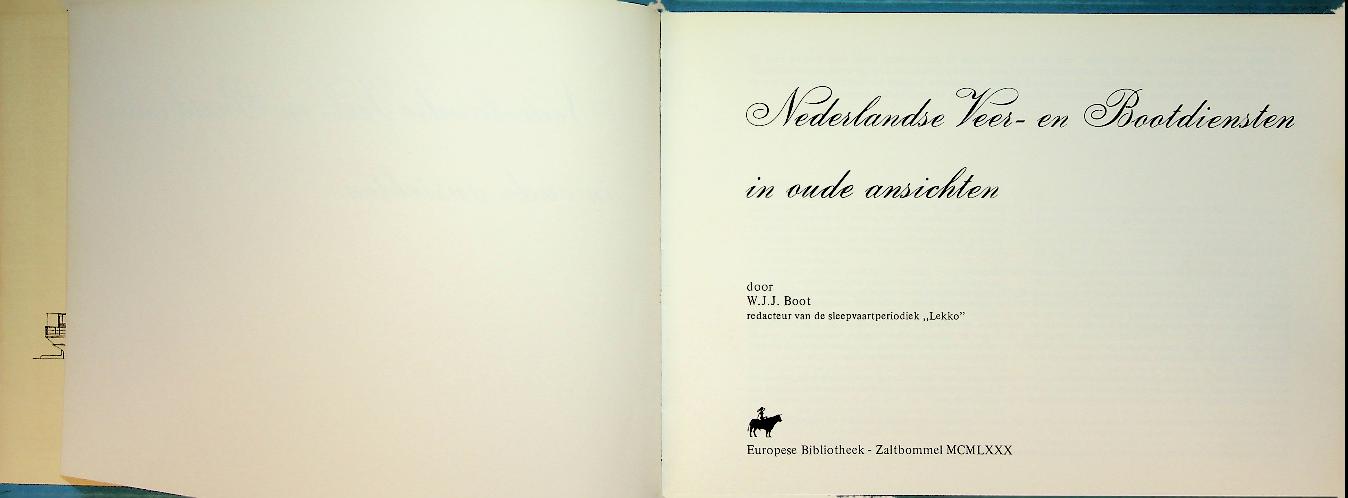 Nederlandse Veer- en Bootdiensten
in oude ansichten
door
W.J.J. Boot
redacteur van de sleepvaartperiodiek „Lekko”
Europese Bibliotheek - Zaltbommel MCMLXXX